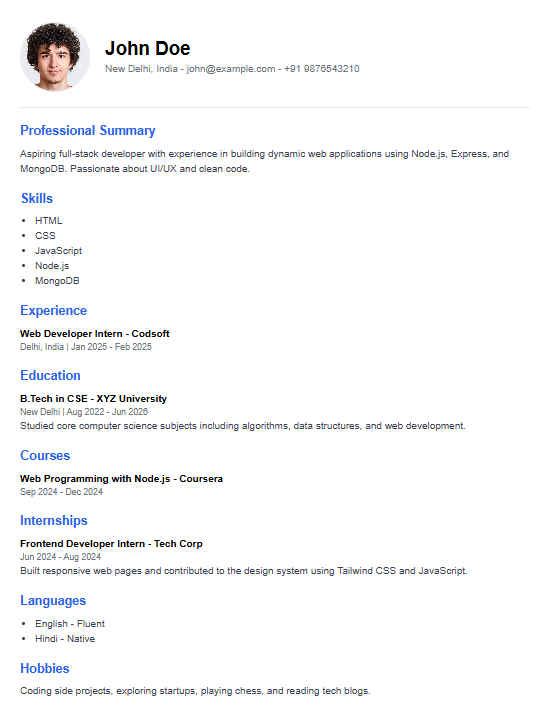 John Doe
New Delhi, India - john@example.com - +91 9876543210
Professional Summary
Aspiring full-stack developer with experience in building dynamic web applications using Node.js, Express, and
MongoDB. Passionate about UI/UX and clean code.
Skills
• HTML
• CSS
• JavaScript
• Node.js
• MongoDB
Experience
Web Developer Intern - Codsoft
Delhi, India | Jan 2025 - Feb 2025
Education
B.Tech in CSE - XYZ University
New Delhi | Aug 2022 - Jun 2026
Studied core computer science subjects including algorithms, data structures, and web development.
Courses
Web Programming with Node.js - Coursera
Sep 2024 - Dec 2024
Internships
Frontend Developer Intern - Tech Corp
Jun 2024 - Aug 2024
Built responsive web pages and contributed to the design system using Tailwind CSS and JavaScript.
Languages
• English - Fluent
• Hindi - Native
Hobbies
Coding side projects, exploring startups, playing chess, and reading tech blogs.